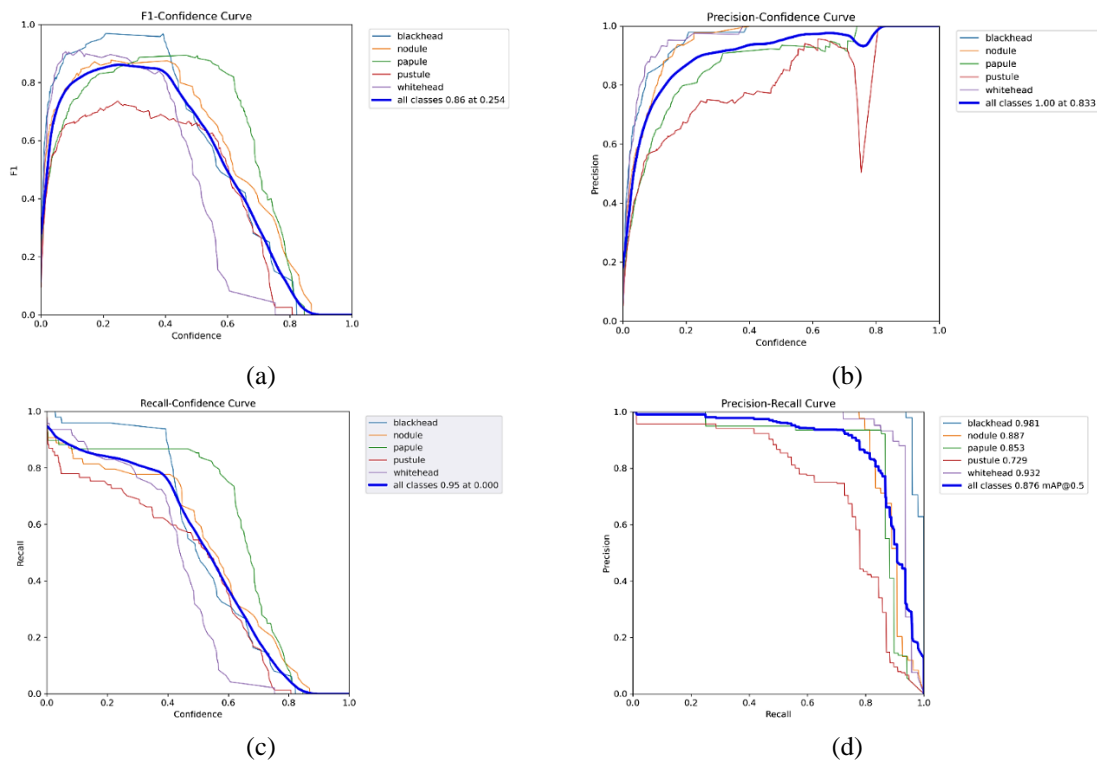 F1-Confidence Curve
1.0
0.8
0.6
0.4
0.2
0.0
F1
0.0 0.2 0.4 0.6 0.8 1.0
Confidence
blackhead
nodule
papule
pustule
whitehead
all classes 0.86 at 0.254
(a)
Precision-Confidence Curve
1.0
0.8
0.6
0.4
0.2
0.0
Precision
0.0 0.2 0.4 0.6 0.8 1.0
Confidence
blackhead
nodule
papule
pustule
whitehead
all classes 1.00 at 0.833
(b)
Recall-Confidence Curve
1.0
0.8
0.6
0.4
0.2
0.0
Recall
0.0 0.2 0.4 0.6 0.8 1.0
Confidence
blackhead
nodule
papule
pustule
whitehead
all classes 0.95 at 0.000
(c)
Precision-Recall Curve
1.0
0.8
0.6
0.4
0.2
0.0
Precision
0.0 0.2 0.4 0.6 0.8 1.0
Recall
blackhead 0.981
nodule 0.887
papule 0.853
pustule 0.729
whitehead 0.932
all classes 0.876 mAP@0.5
(d)